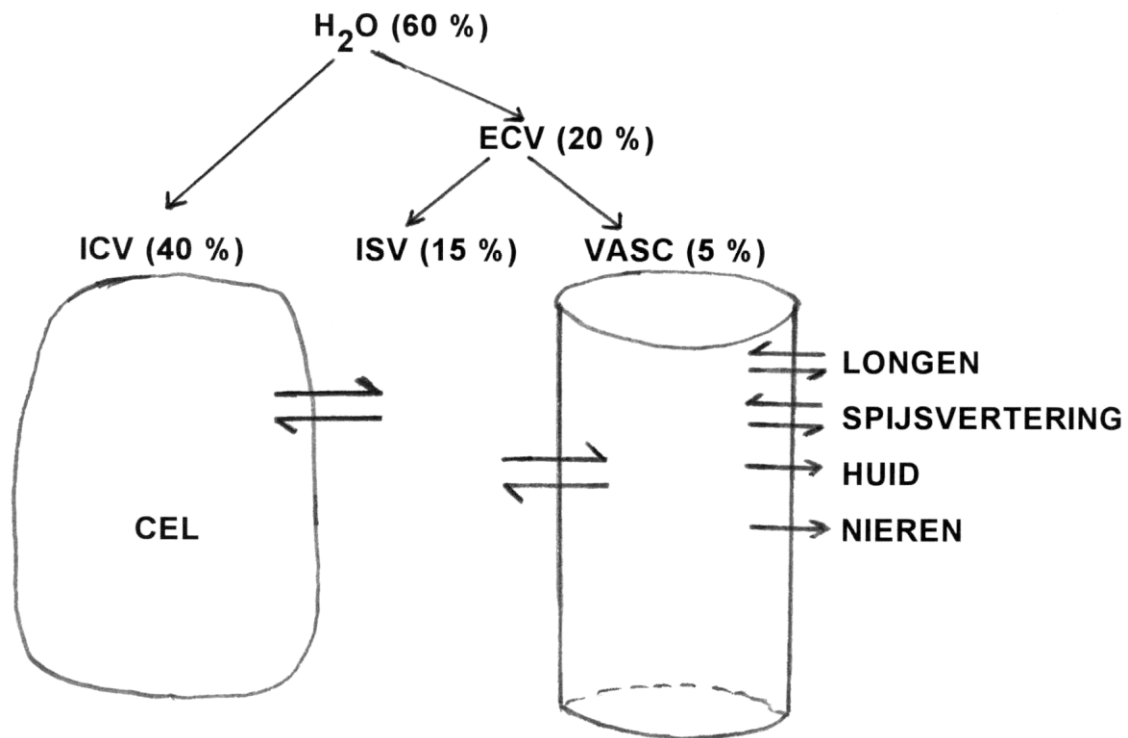 H₂O (60 %)
ECV (20 %)
ICV (40 %)
ISV (15 %)
VASC (5 %)
LONGEN
SPIJSVERTERING
HUID
CEL
NIEREN